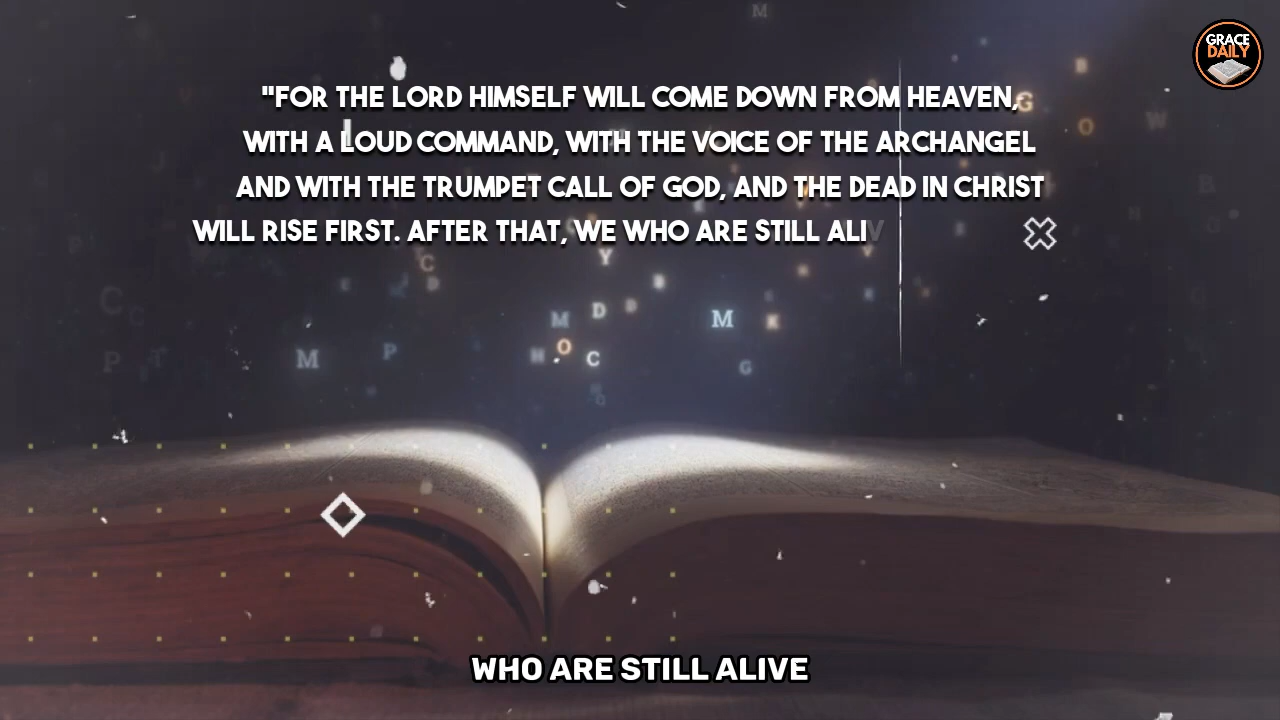 GRACE
DAILY
"FOR THE LORD HIMSELF WILL COME DOWN FROM HEAVEN,
WITH A LOUD COMMAND, WITH THE VOICE OF THE ARCHANGEL
AND WITH THE TRUMPET CALL OF GOD, AND THE DEAD IN CHRIST
WILL RISE FIRST. AFTER THAT, WE WHO ARE STILL ALIV
WHO ARE STILL ALIVE